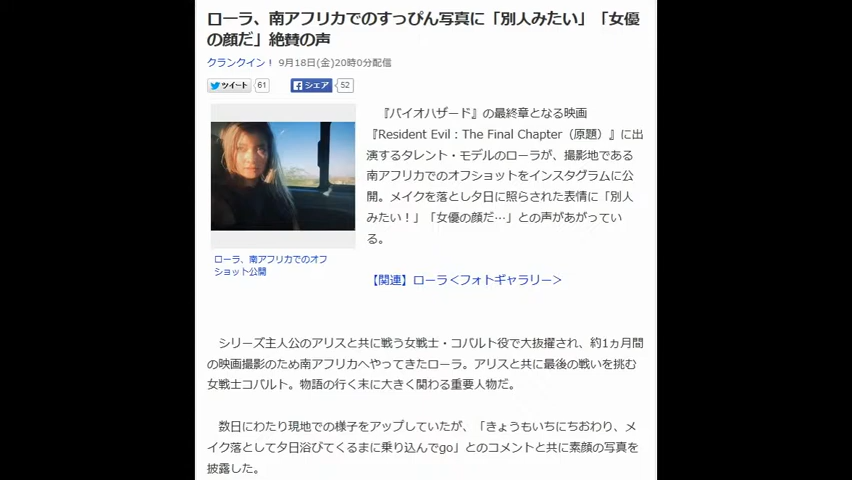 ローラ、南アフリカでのすっぴん写真に「別人みたい」「女優
の顔だ」絶賛の声
クランクイン！ 9月18日(金)20時0分配信
ツイート 61 シェア 52
『バイオハザード』の最終章となる映画
『Resident Evil：The Final Chapter（原題）』に出
演するタレント・モデルのローラが、撮影地である
南アフリカでのオフショットをインスタグラムに公
開。メイクを落とし夕日に照らされた表情に「別人
みたい！」「女優の顔だ…」との声があがってい
る。
ローラ、南アフリカでのオフ
ショット公開
【関連】ローラ＜フォトギャラリー＞
シリーズ主人公のアリスと共に戦う女戦士・コバルト役で大抜擢され、約1ヵ月間
の映画撮影のため南アフリカへやってきたローラ。アリスと共に最後の戦いを挑む
女戦士コバルト。物語の行く末に大きく関わる重要人物だ。
数日にわたり現地での様子をアップしていたが、「きょうもいちにちおわり、メ
イク落として夕日浴びてくるまに乗り込んでgo」とのコメントと共に素顔の写真を
披露した。